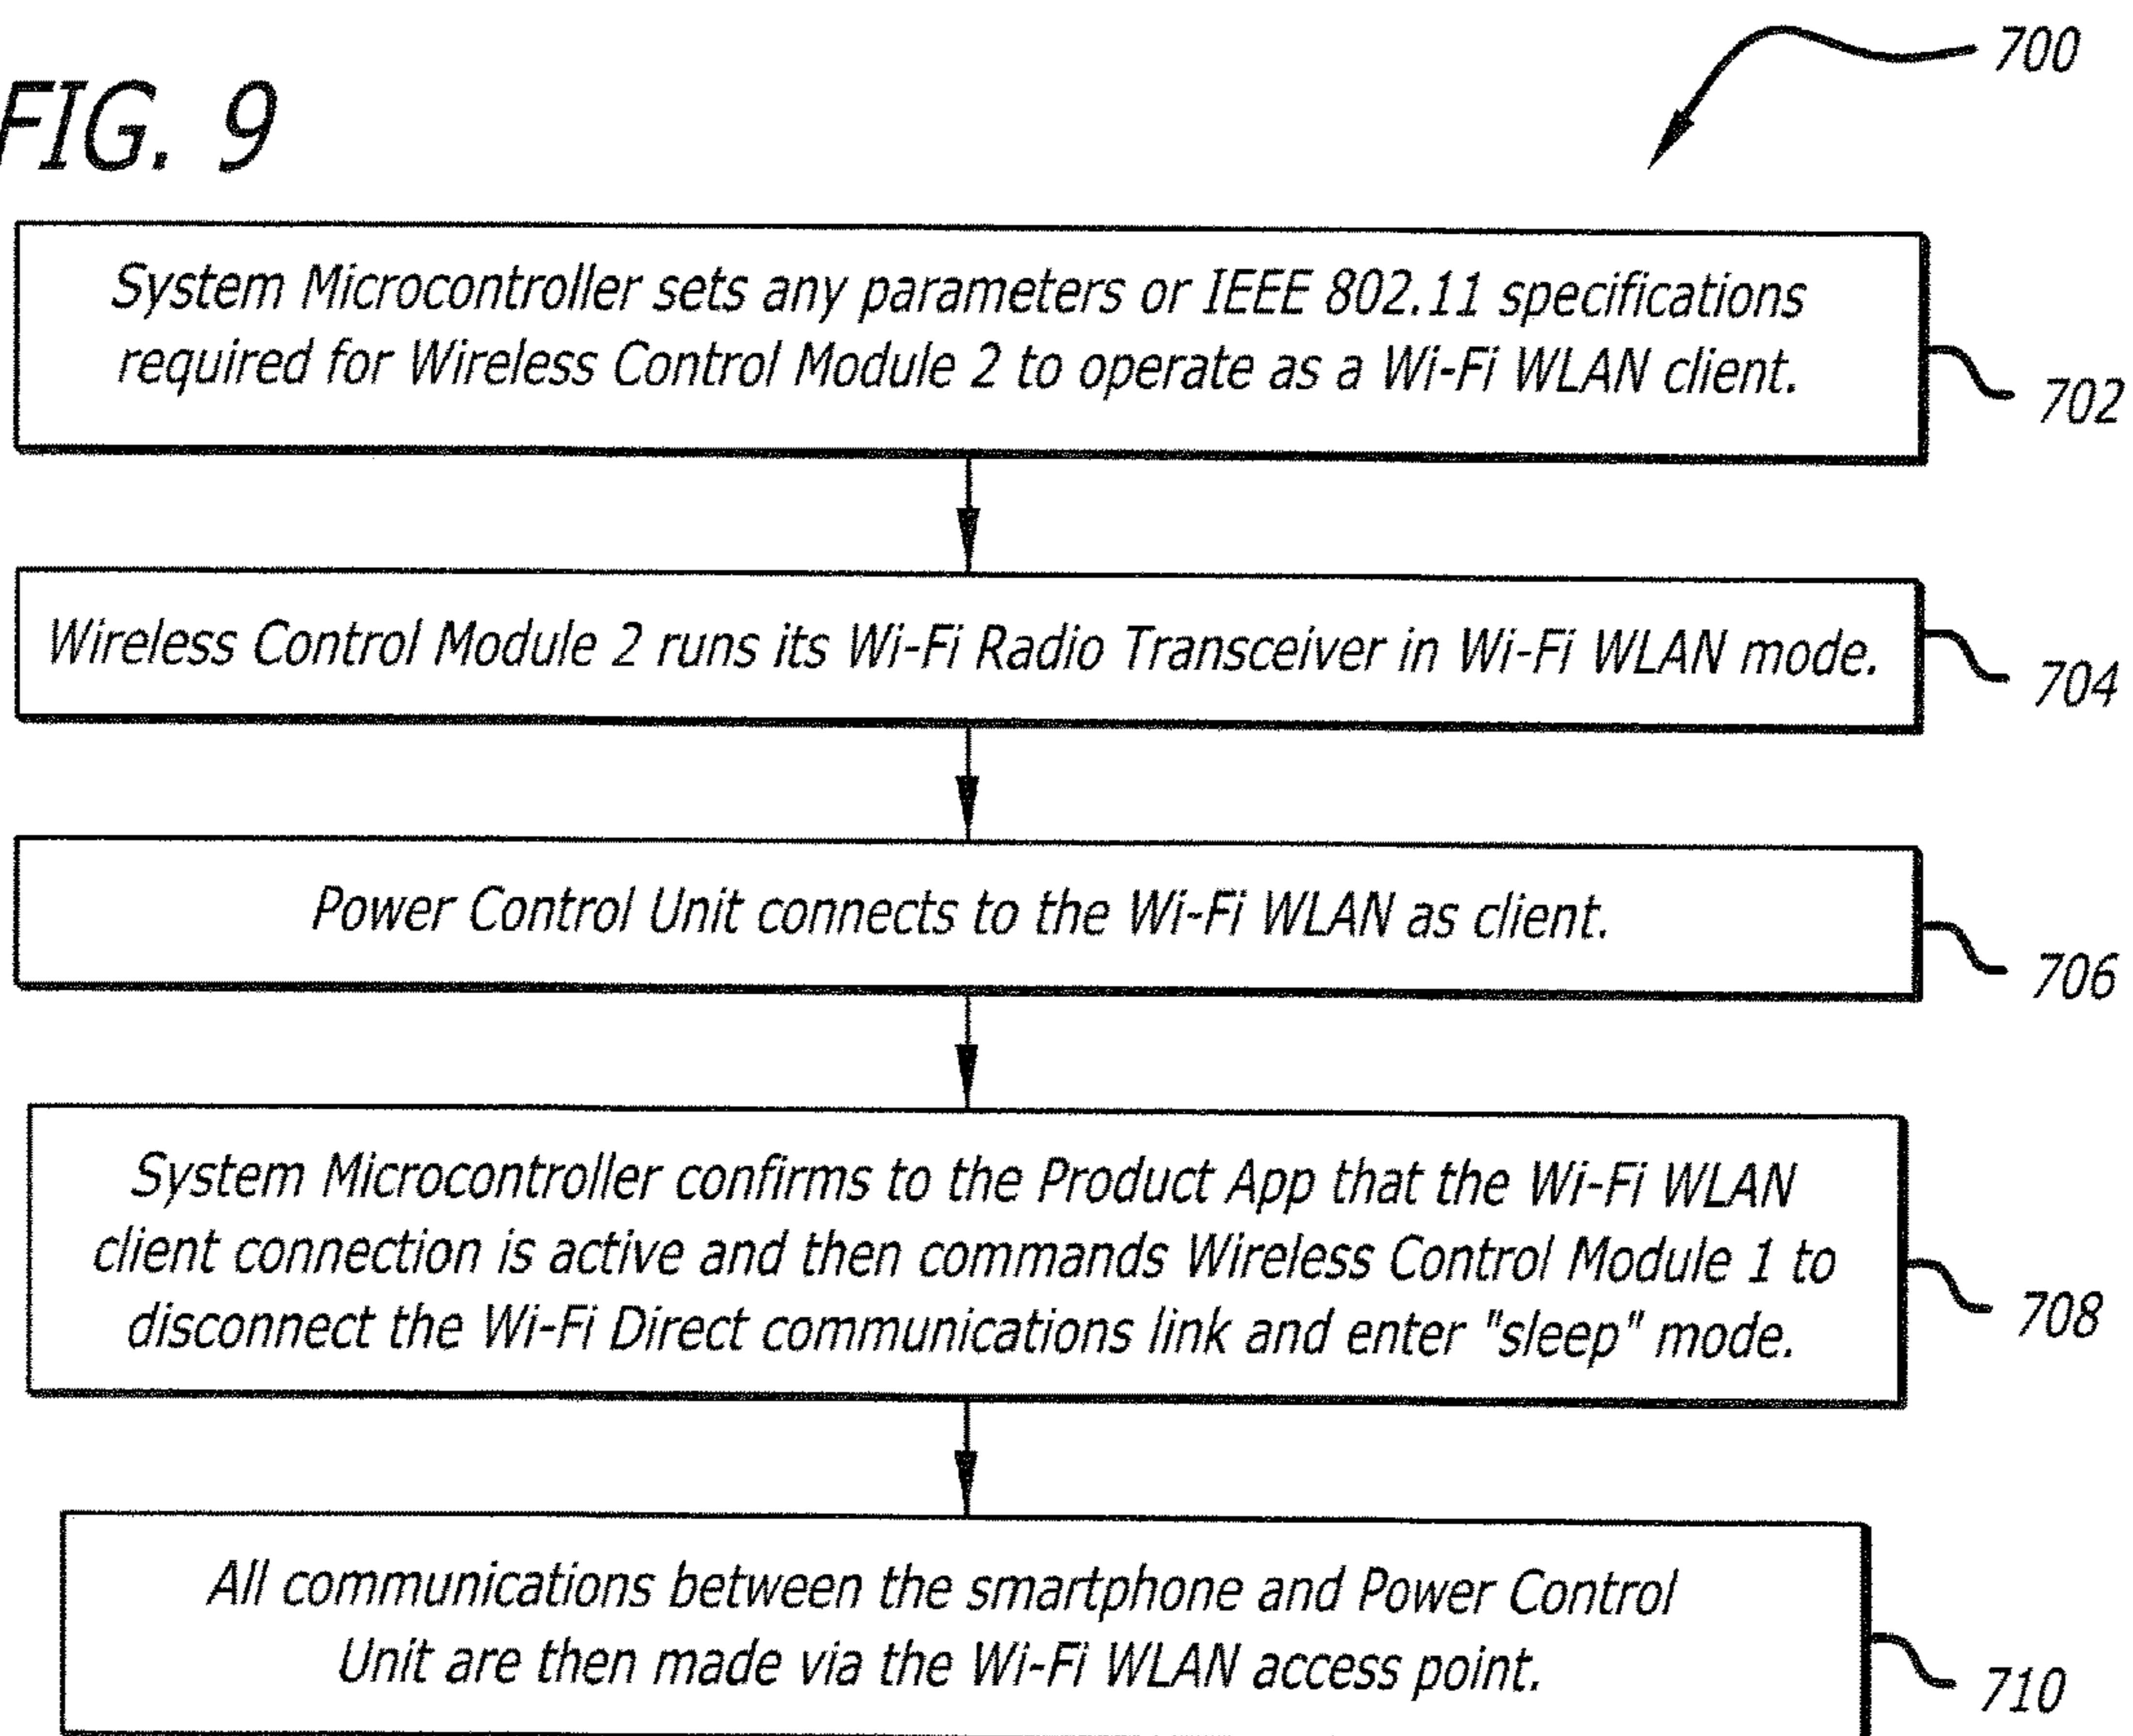 700
FIG. 9
System Microcontroller sets any parameters or IEEE 802.11 specifications
required for Wireless Control Module 2 to operate as a Wi-Fi WLAN client.
702
Wireless Control Module 2 runs its Wi-Fi Radio Transceiver in Wi-Fi WLAN mode.
704
Power Control Unit connects to the Wi-Fi WLAN as client.
706
System Microcontroller confirms to the Product App that the Wi-Fi WLAN
client connection is active and then commands Wireless Control Module 1 to
disconnect the Wi-Fi Direct communications link and enter "sleep" mode.
708
All communications between the smartphone and Power Control
Unit are then made via the Wi-Fi WLAN access point.
710